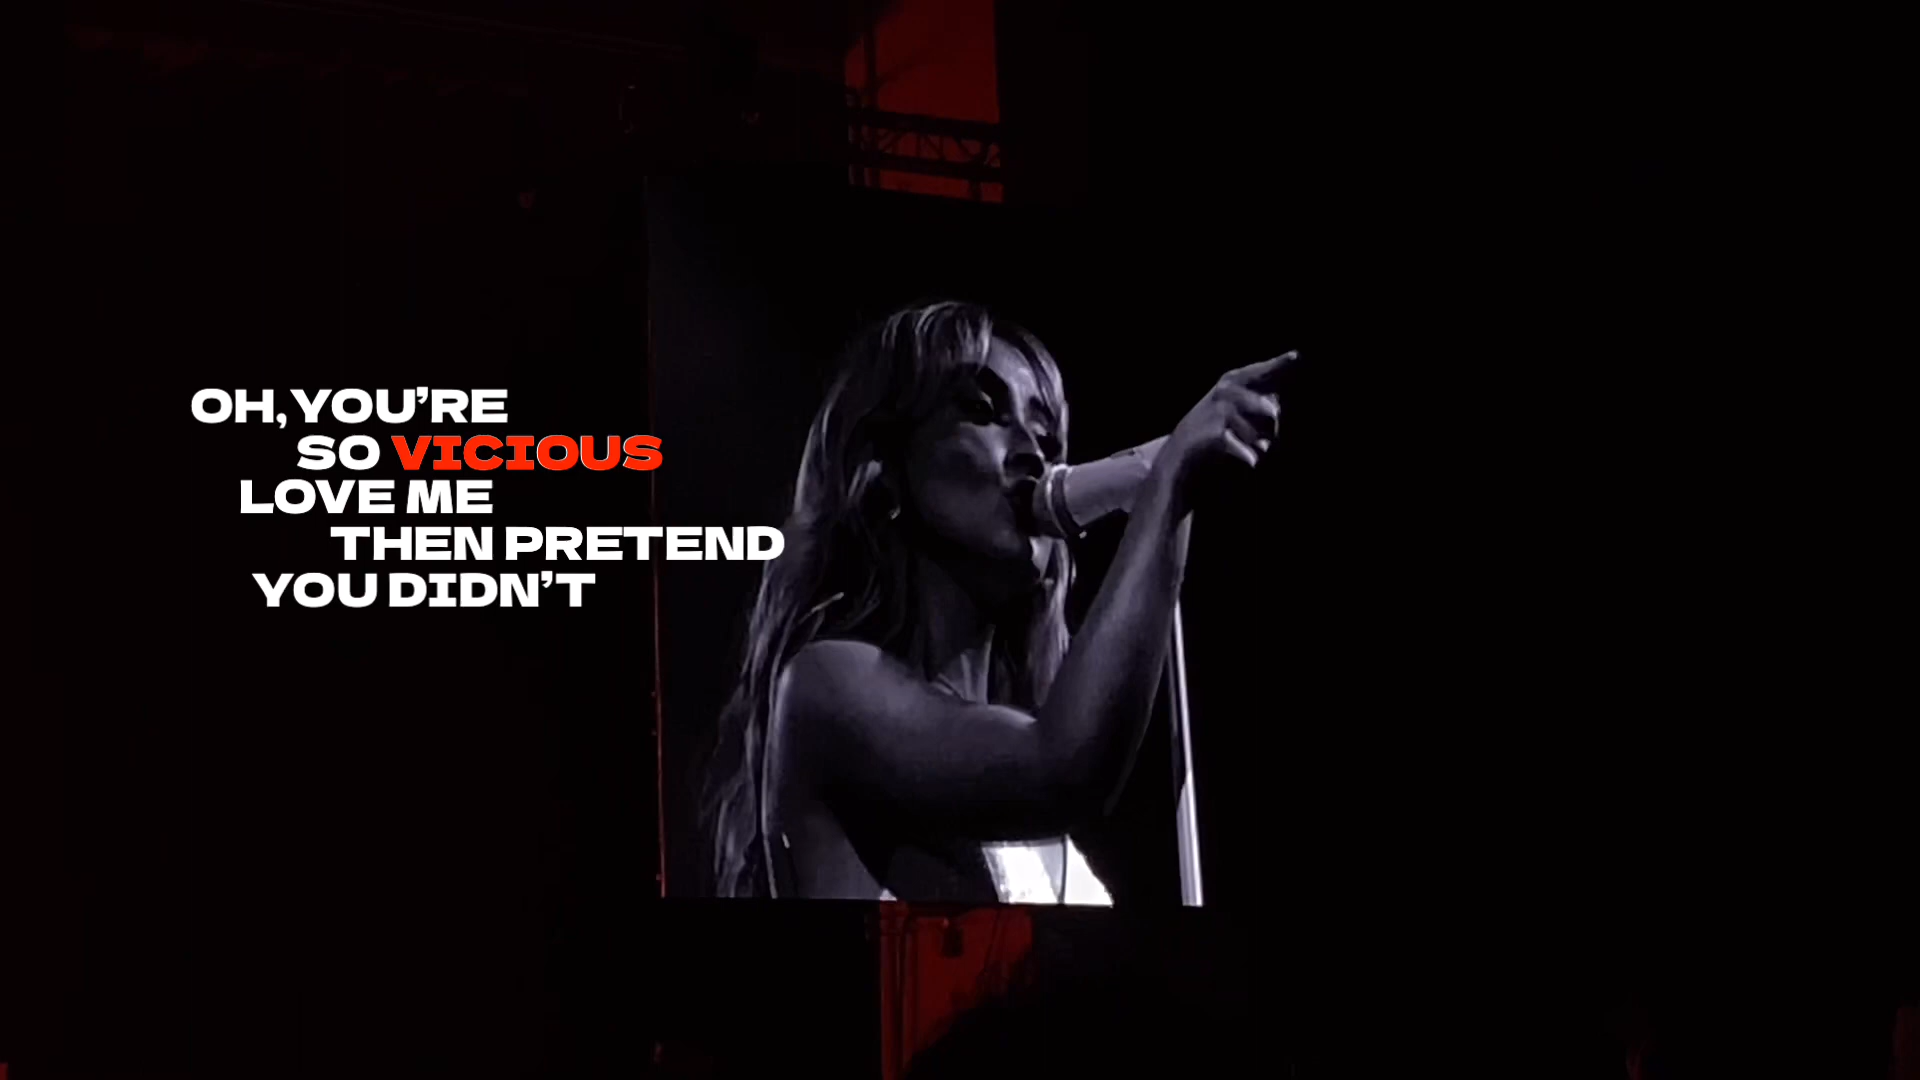 OH, YOU’RE
SO VICIOUS
LOVE ME
THEN PRETEND
YOU DIDN’T